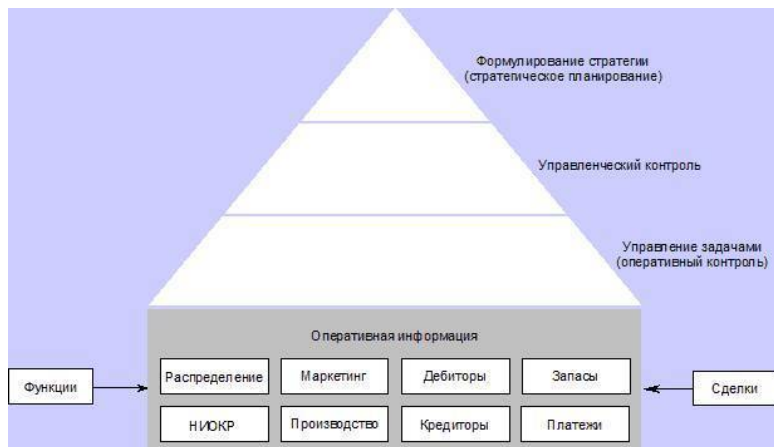 Формулирование стратегии
(стратегическое планирование)
Управленческий контроль
Управление задачами
(оперативный контроль)
Оперативная информация
Функции
Распределение
Маркетинг
Дебиторы
Запасы
Сделки
НИОКР
Производство
Кредиторы
Платежи